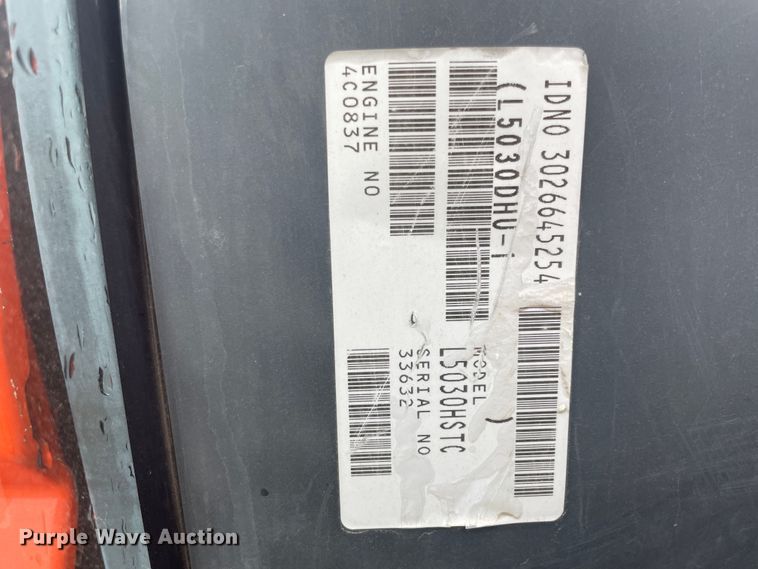 IDNO 3026645254
(L5030DHU-1 )
MODEL
L5030HSTC
ENGINE NO
4C0837
SERIAL NO
33632
Purple Wave Auction